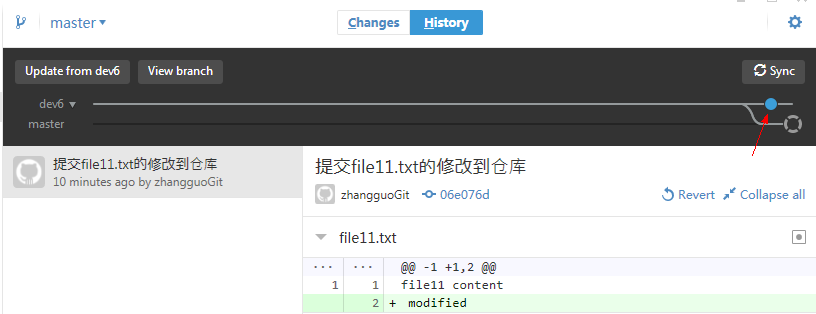 master
Changes
History
Update from dev6
View branch
Sync
dev6
master
提交file11.txt的修改到仓库
10 minutes ago by zhangguoGit
提交file11.txt的修改到仓库
zhangguoGit
06e076d
Revert
Collapse all
file11.txt
... ... @@ -1 +1,2 @@
1 1 file11 content
2 + modified